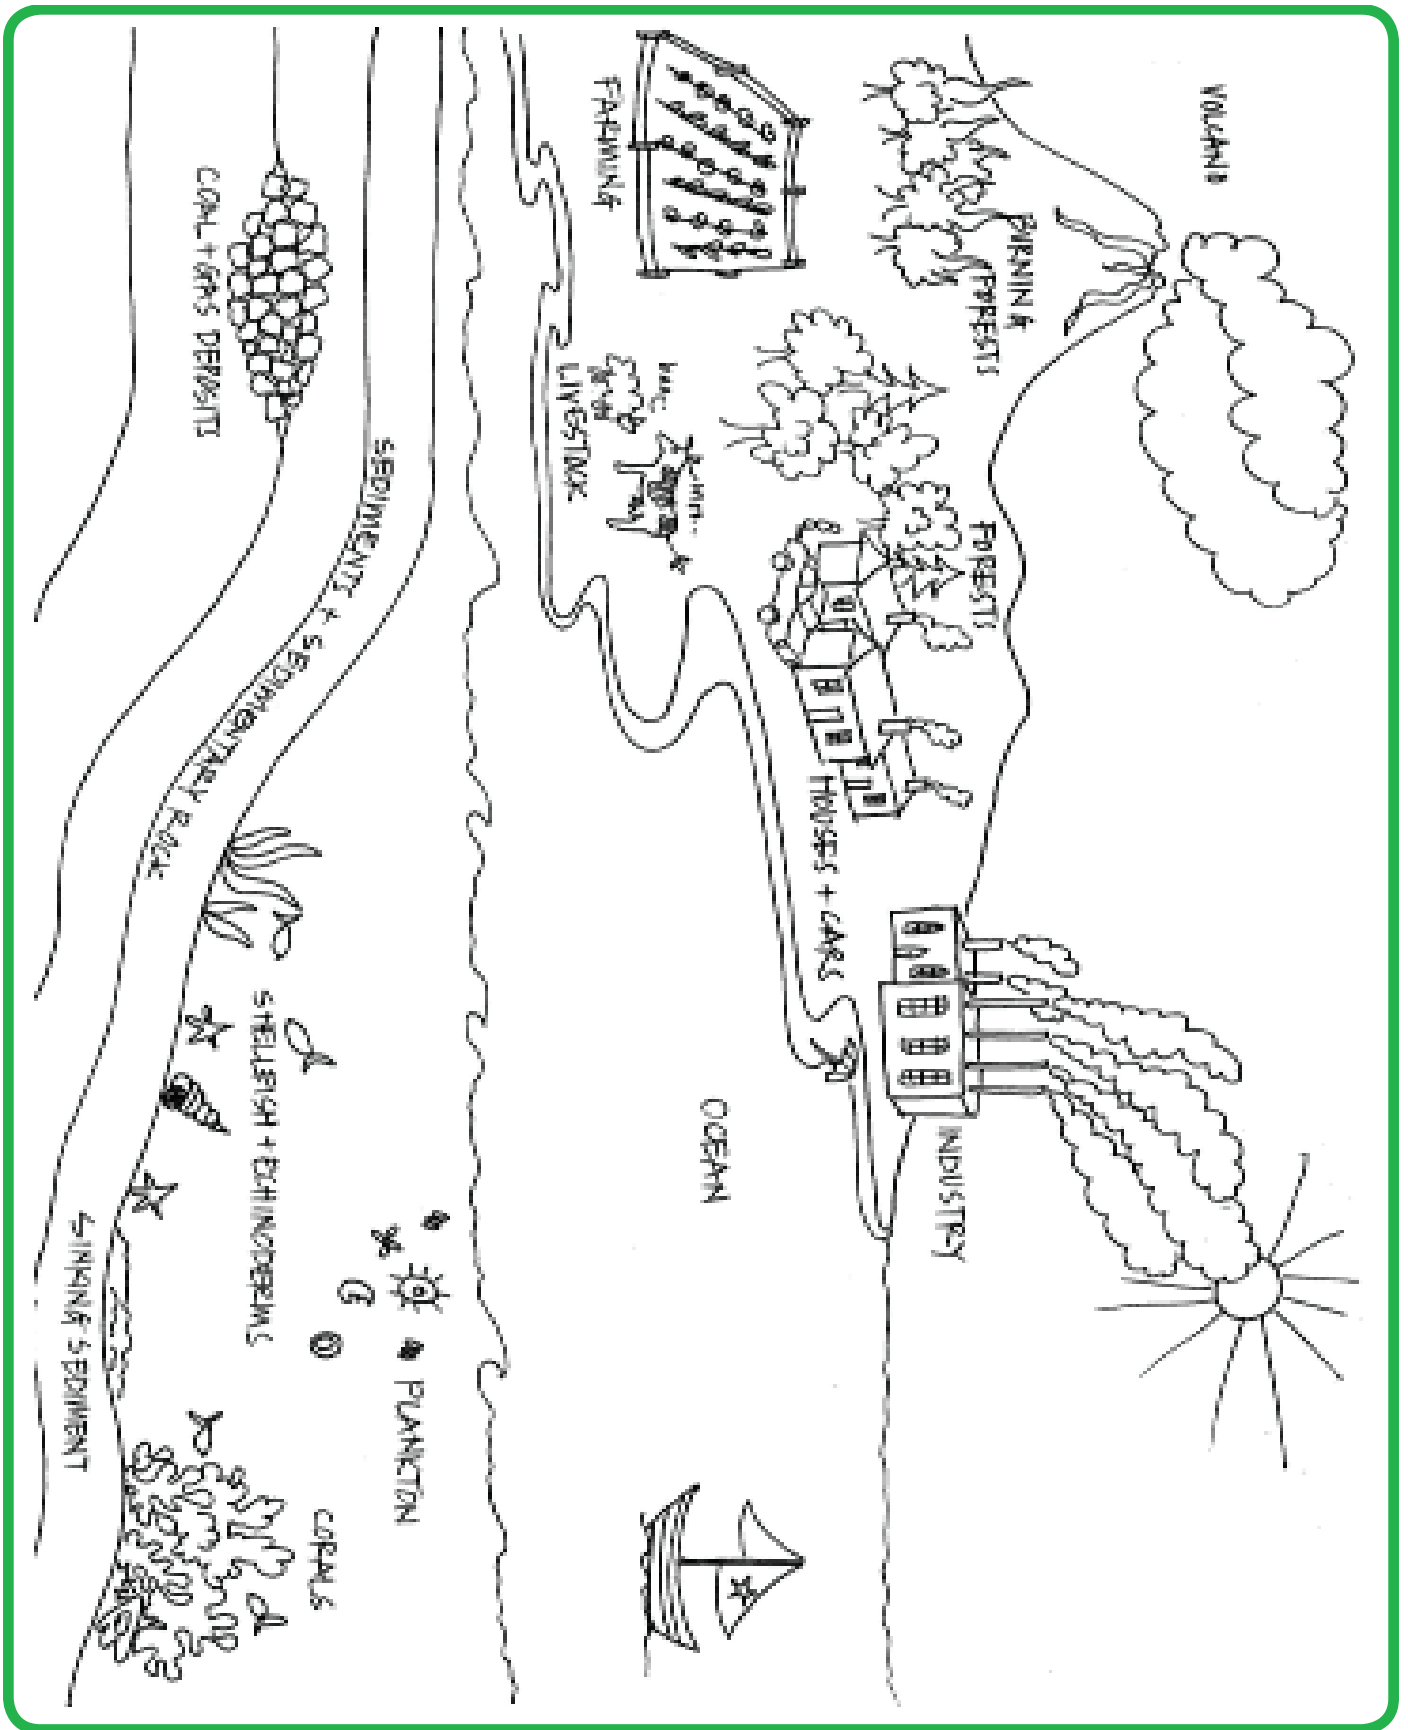 VOLCANO
BURNING
FORESTS
FORESTS
INDUSTRY
HOUSES + CARS
FARMING
LIVESTOCK
OCEAN
PLANKTON
CORALS
SHELLFISH + ECHINODERMS
SEDIMENTS + SEDIMENTARY ROCK
COAL + GAS DEPOSITS
SINKING SEDIMENT